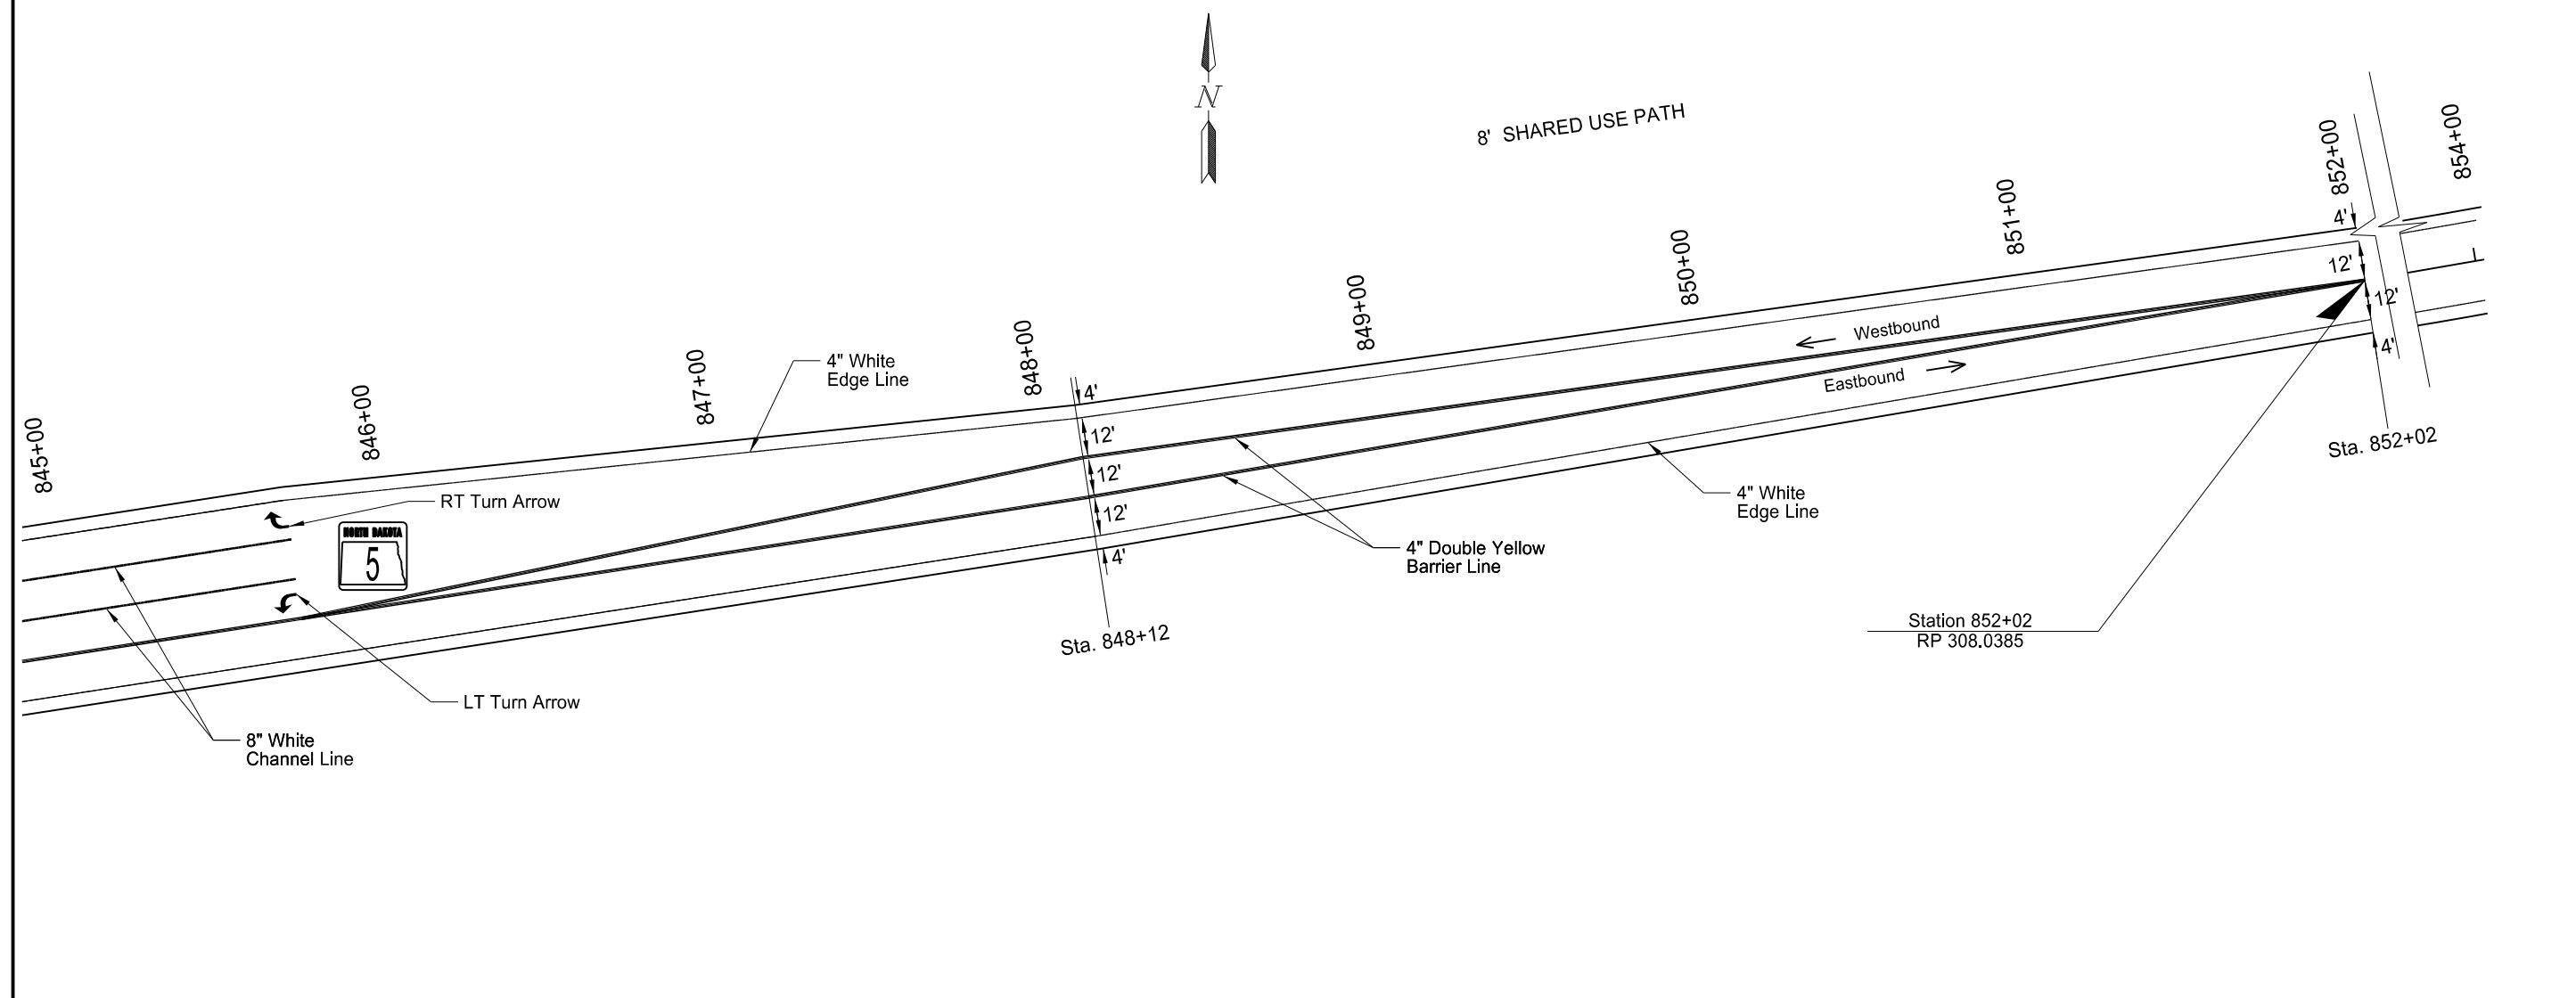 N
8' SHARED USE PATH
845+00
846+00
847+00
848+00
849+00
850+00
851+00
852+00
854+00
4'
12'
12'
4'
Westbound
Eastbound
4" White
Edge Line
4'
12'
12'
12'
4'
Sta. 852+02
RT Turn Arrow
NORTH DAKOTA
5
4" White
Edge Line
4" Double Yellow
Barrier Line
Station 852+02
RP 308.0385
Sta. 848+12
LT Turn Arrow
8" White
Channel Line